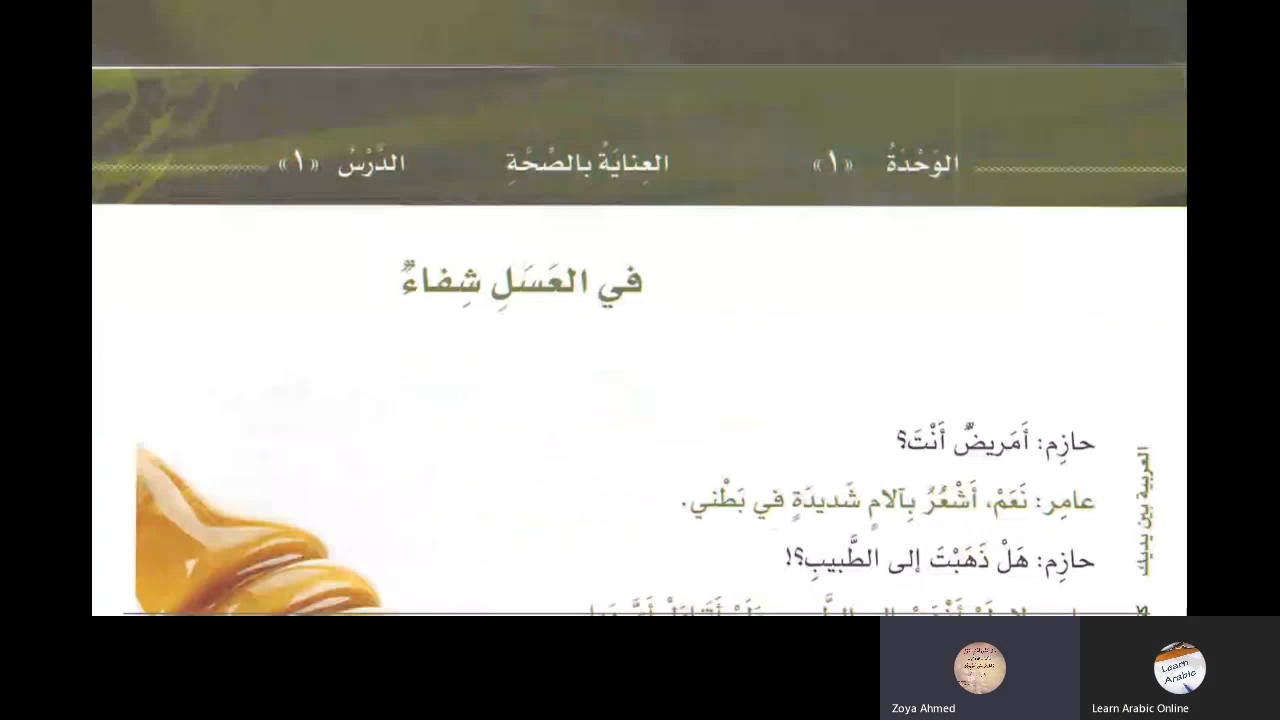 الوَحْدَةُ «١» العِنايَةُ بالصِّحَّةِ الدَّرْسُ «١»
في العَسَلِ شِفاءٌ
حازِم: أَمَريضٌ أَنْتَ؟
عامِر: نَعَمْ، أَشْعُرُ بِآلامٍ شَديدَةٍ في بَطْني.
حازِم: هَلْ ذَهَبْتَ إلى الطَّبيبِ؟!
العربية بين يديك
Zoya Ahmed
Learn Arabic Online
Learn Arabic